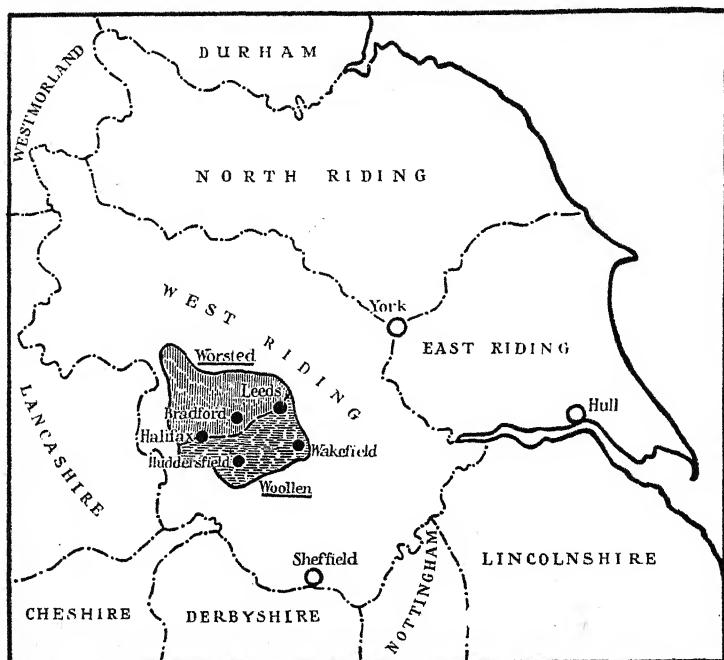 DURHAM
WESTMORLAND
NORTH RIDING
York
WEST RIDING
EAST RIDING
Worsted
Leeds
Bradford
Hull
Halifax
Wakefield
Huddersfield
Woollen
LANCASHIRE
Sheffield
LINCOLNSHIRE
NOTTINGHAM
CHESHIRE
DERBYSHIRE